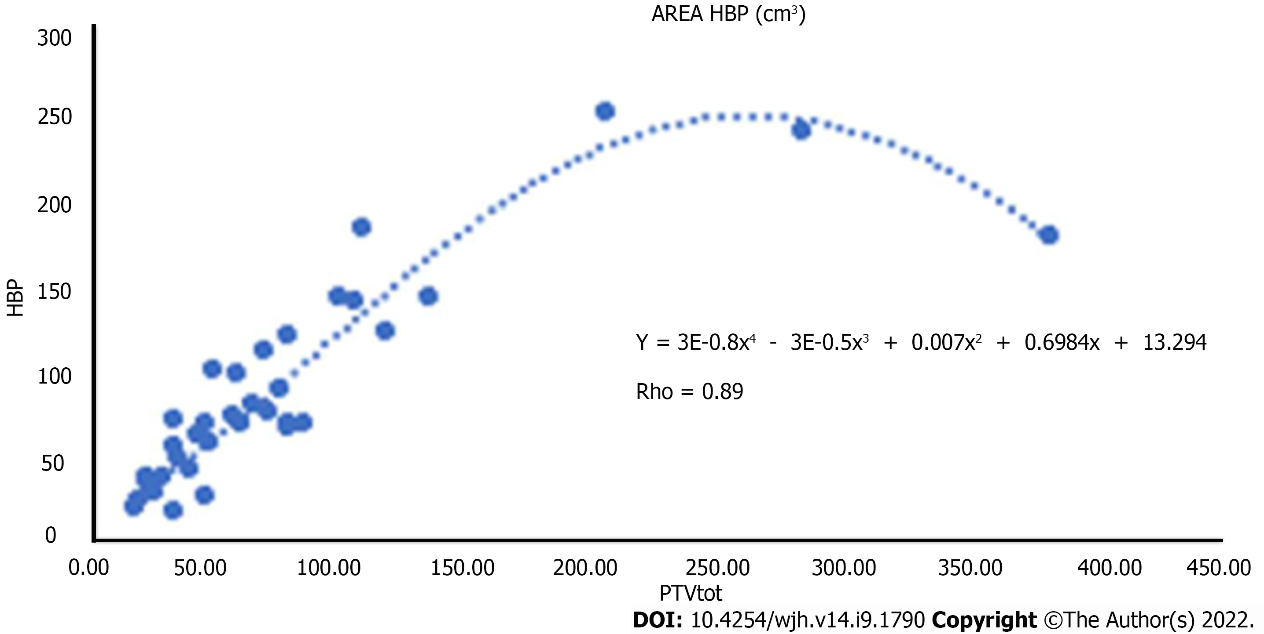 AREA HBP (cm³)
300
250
200
150
100
50
0
HBP
Y = 3E-0.8x⁴ - 3E-0.5x³ + 0.007x² + 0.6984x + 13.294
Rho = 0.89
0.00 50.00 100.00 150.00 200.00 250.00 300.00 350.00 400.00 450.00
PTVtot
DOI: 10.4254/wjh.v14.i9.1790 Copyright ©The Author(s) 2022.